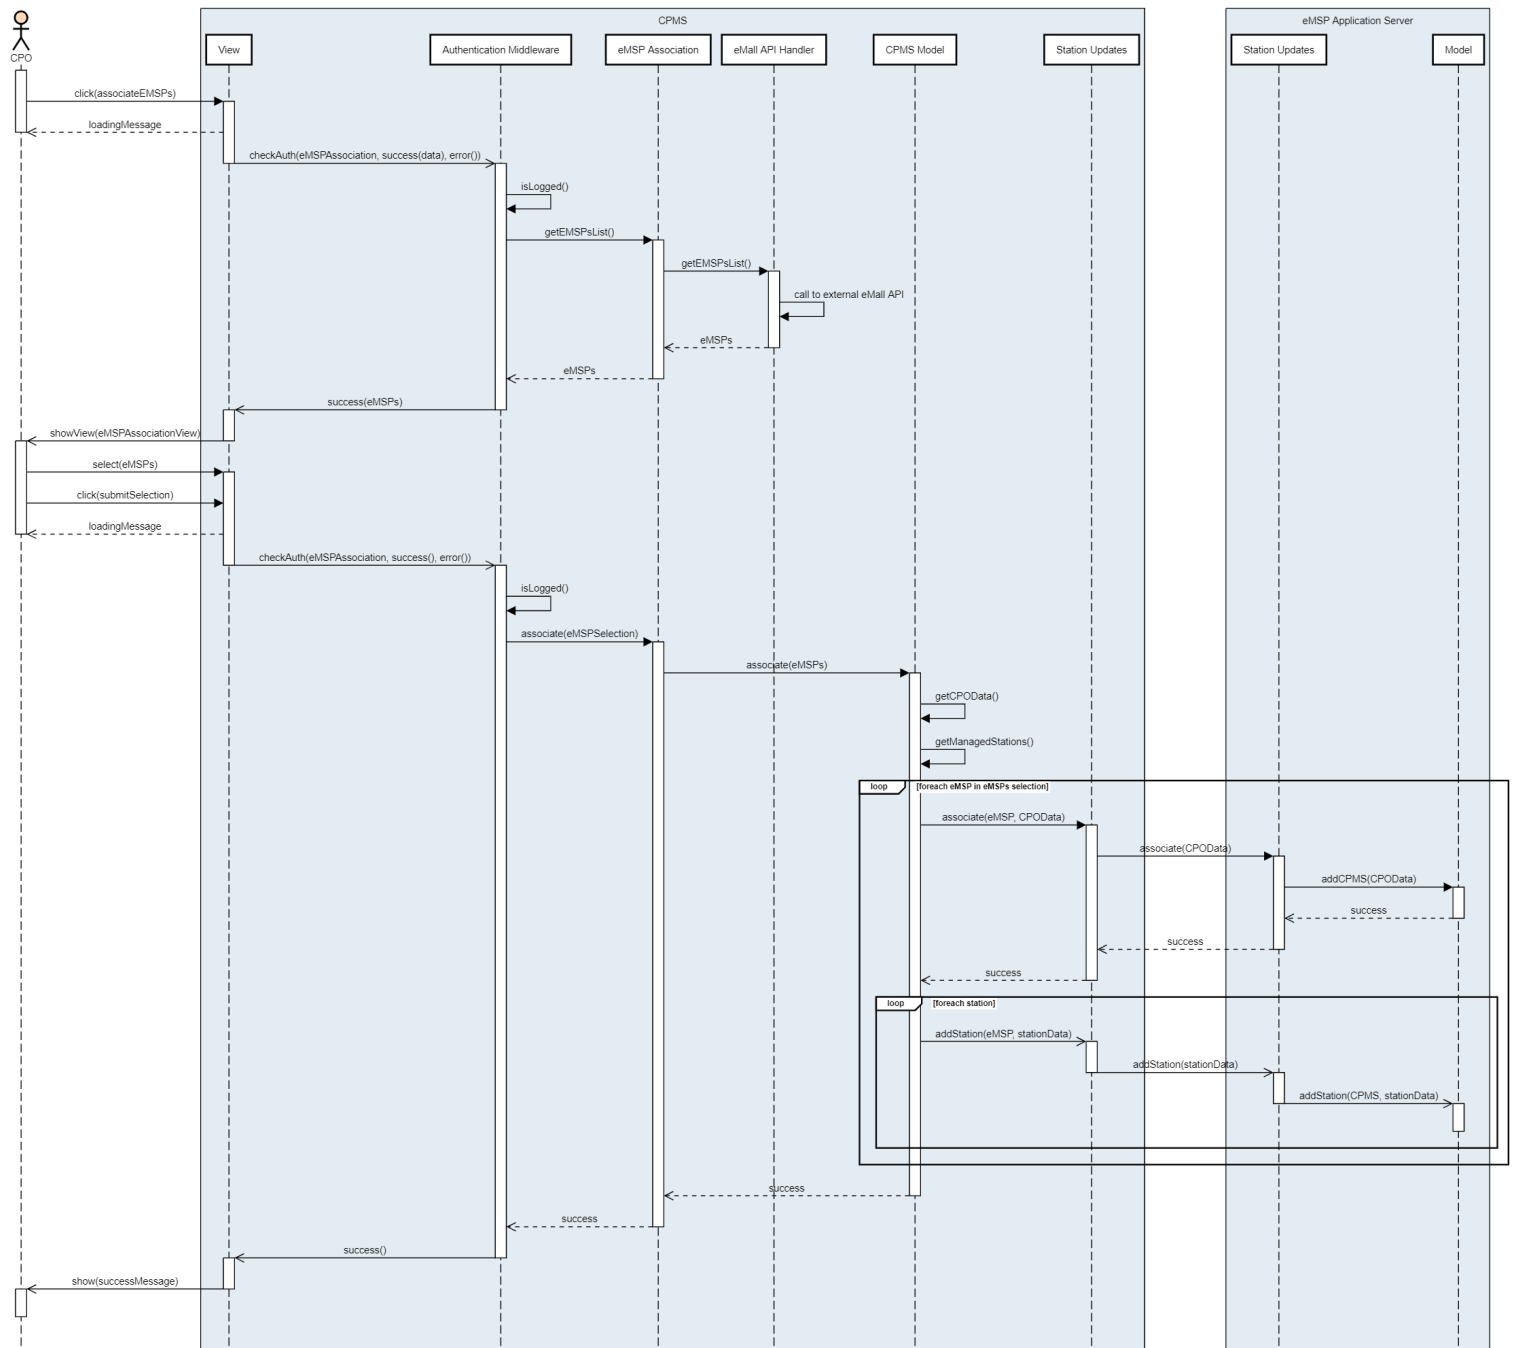 CPMS
eMSP Application Server
CPO
View
Authentication Middleware
eMSP Association
eMall API Handler
CPMS Model
Station Updates
Station Updates
Model
click(associateEMSPs)
loadingMessage
checkAuth(eMSPAssociation, success(data), error())
isLogged()
getEMSPsList()
getEMSPsList()
call to external eMall API
eMSPs
eMSPs
success(eMSPs)
showView(eMSPAssociationView)
select(eMSPs)
click(submitSelection)
loadingMessage
checkAuth(eMSPAssociation, success(), error())
isLogged()
associate(eMSPSelection)
associate(eMSPs)
getCPOData()
getManagedStations()
loop [foreach eMSP in eMSPs selection]
associate(eMSP, CPOData)
associate(CPOData)
addCPMS(CPOData)
success
success
success
loop [foreach station]
addStation(eMSP, stationData)
addStation(stationData)
addStation(CPMS, stationData)
success
success
success()
show(successMessage)